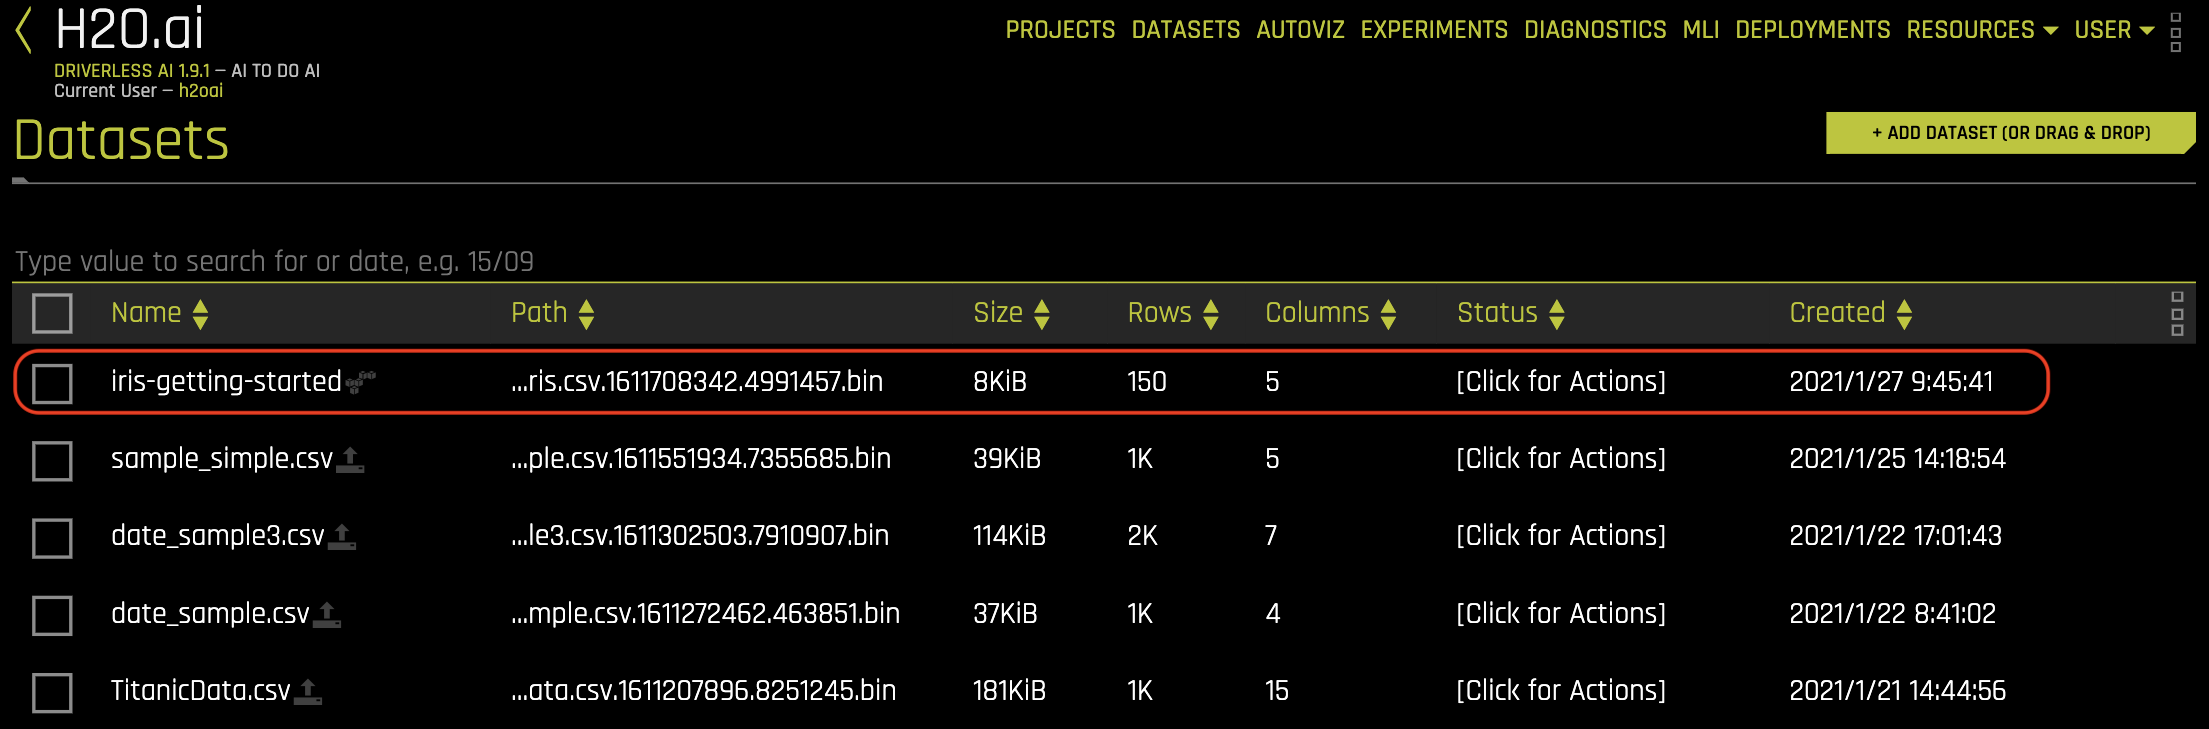 H2O.ai
PROJECTS DATASETS AUTOVIZ EXPERIMENTS DIAGNOSTICS MLI DEPLOYMENTS RESOURCES USER
DRIVERLESS AI 1.9.1 – AI TO DO AI
Current User – h2oai
Datasets
+ ADD DATASET (OR DRAG & DROP)
Type value to search for or date, e.g. 15/09
Name Path Size Rows Columns Status Created
iris-getting-started ...ris.csv.1611708342.4991457.bin 8KiB 150 5 [Click for Actions] 2021/1/27 9:45:41
sample_simple.csv ...ple.csv.1611551934.7355685.bin 39KiB 1K 5 [Click for Actions] 2021/1/25 14:18:54
date_sample3.csv ...le3.csv.1611302503.7910907.bin 114KiB 2K 7 [Click for Actions] 2021/1/22 17:01:43
date_sample.csv ...mple.csv.1611272462.463851.bin 37KiB 1K 4 [Click for Actions] 2021/1/22 8:41:02
TitanicData.csv ...ata.csv.1611207896.8251245.bin 181KiB 1K 15 [Click for Actions] 2021/1/21 14:44:56